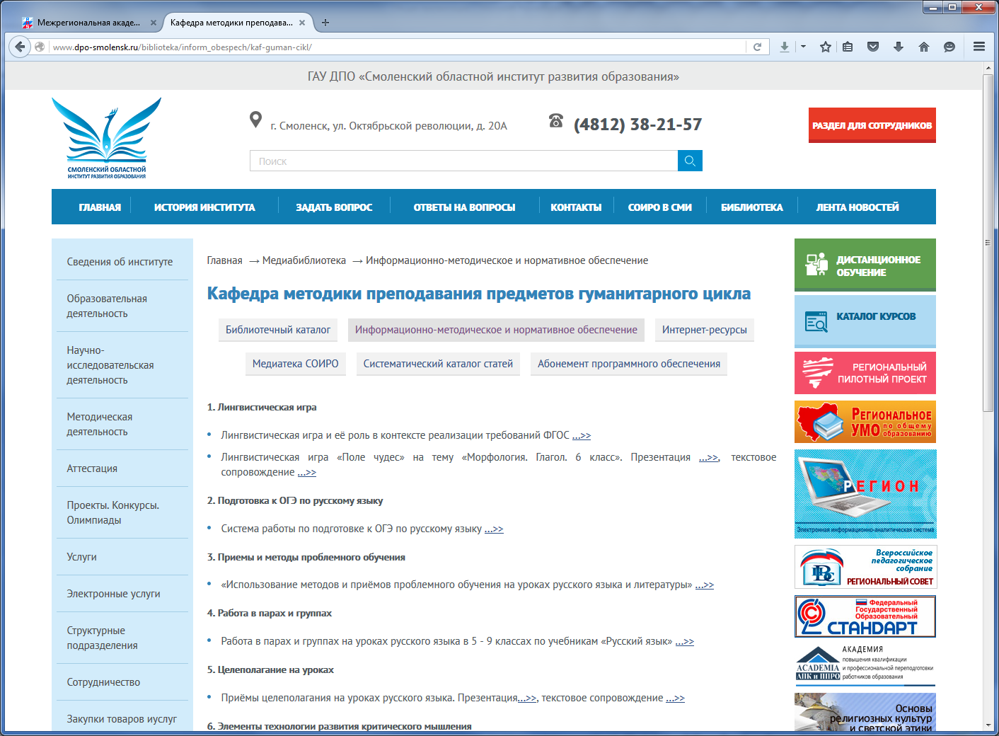 Межрегиональная акаде...
Кафедра методики преподава...
www.dpo-smolensk.ru/biblioteka/inform_obespech/kaf-guman-cikl/
ГАУ ДПО «Смоленский областной институт развития образования»
СМОЛЕНСКИЙ ОБЛАСТНОЙ
ИНСТИТУТ РАЗВИТИЯ ОБРАЗОВАНИЯ
г. Смоленск, ул. Октябрьской революции, д. 20А
(4812) 38-21-57
РАЗДЕЛ ДЛЯ СОТРУДНИКОВ
Поиск
ГЛАВНАЯ ИСТОРИЯ ИНСТИТУТА ЗАДАТЬ ВОПРОС ОТВЕТЫ НА ВОПРОСЫ КОНТАКТЫ СОИРО В СМИ БИБЛИОТЕКА ЛЕНТА НОВОСТЕЙ
Сведения об институте
Образовательная
деятельность
Научно-
исследовательская
деятельность
Методическая
деятельность
Аттестация
Проекты. Конкурсы.
Олимпиады
Услуги
Электронные услуги
Структурные
подразделения
Сотрудничество
Закупки товаров иуслуг
Главная → Медиабиблиотека → Информационно-методическое и нормативное обеспечение
Кафедра методики преподавания предметов гуманитарного цикла
Библиотечный каталог Информационно-методическое и нормативное обеспечение Интернет-ресурсы
Медиатека СОИРО Систематический каталог статей Абонемент программного обеспечения
1. Лингвистическая игра
• Лингвистическая игра и её роль в контексте реализации требований ФГОС ...>>
• Лингвистическая игра «Поле чудес» на тему «Морфология. Глагол. 6 класс». Презентация ...>>, текстовое
сопровождение ...>>
2. Подготовка к ОГЭ по русскому языку
• Система работы по подготовке к ОГЭ по русскому языку ...>>
3. Приемы и методы проблемного обучения
• «Использование методов и приёмов проблемного обучения на уроках русского языка и литературы» ...>>
4. Работа в парах и группах
• Работа в парах и группах на уроках русского языка в 5 - 9 классах по учебникам «Русский язык» ...>>
5. Целеполагание на уроках
• Приёмы целеполагания на уроках русского языка. Презентация...>>, текстовое сопровождение ...>>
6. Элементы технологии развития критического мышления
ДИСТАНЦИОННОЕ
ОБУЧЕНИЕ
КАТАЛОГ КУРСОВ
РЕГИОНАЛЬНЫЙ
ПИЛОТНЫЙ ПРОЕКТ
РЕГИОНАЛЬНОЕ
УМО по общему
образованию
РЕГИОН
Электронная информационно-аналитическая система
Всероссийское
педагогическое
собрание
РЕГИОНАЛЬНЫЙ СОВЕТ
Федеральный
Государственный
Образовательный
СТАНДАРТ
АКАДЕМИЯ
повышения квалификации
и профессиональной переподготовки
работников образования
ACADEMIA
АПК и ППРО
Основы
религиозных культур
и светской этики